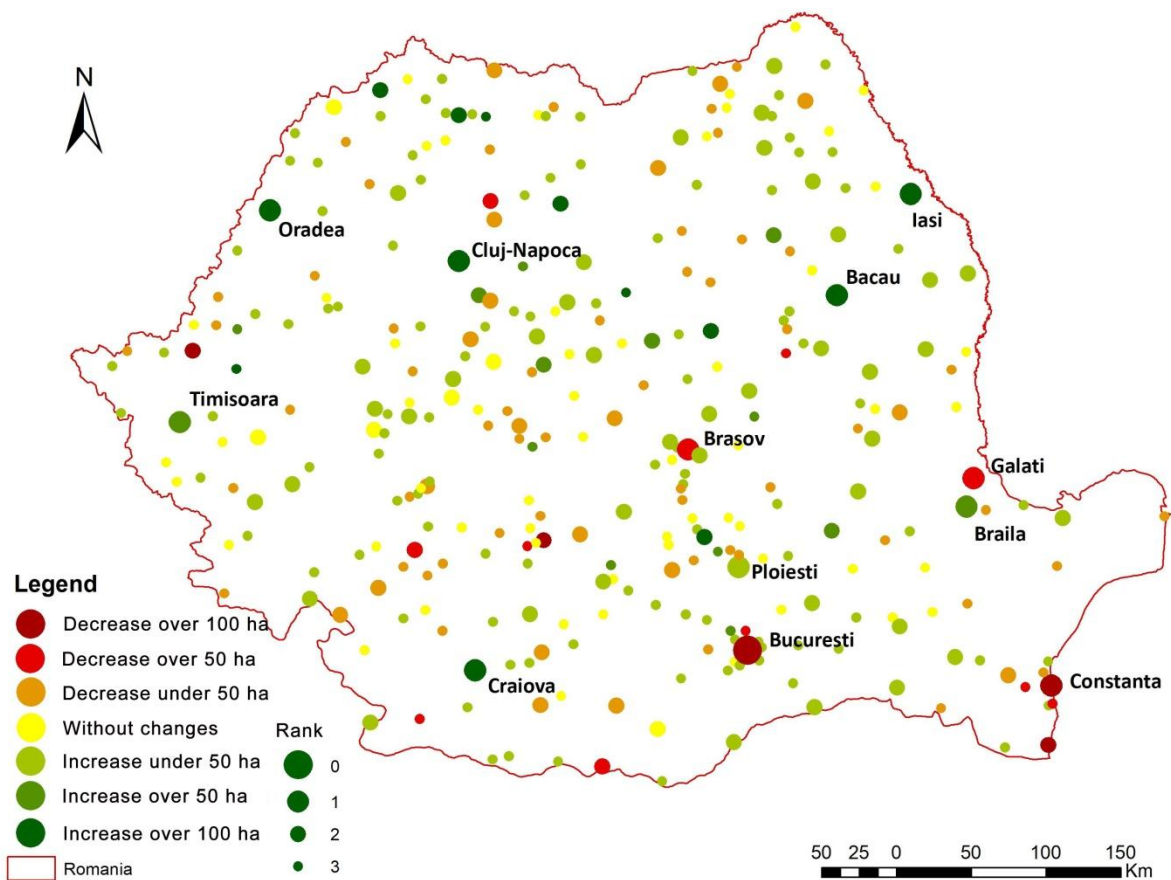 N
Oradea
Iasi
Cluj-Napoca
Bacau
Timisoara
Brasov
Galati
Braila
Ploiesti
Bucuresti
Craiova
Constanta
Legend
Decrease over 100 ha
Decrease over 50 ha
Decrease under 50 ha
Without changes
Increase under 50 ha
Increase over 50 ha
Increase over 100 ha
Romania
Rank
0
1
2
3
50 25 0 50 100 150
Km